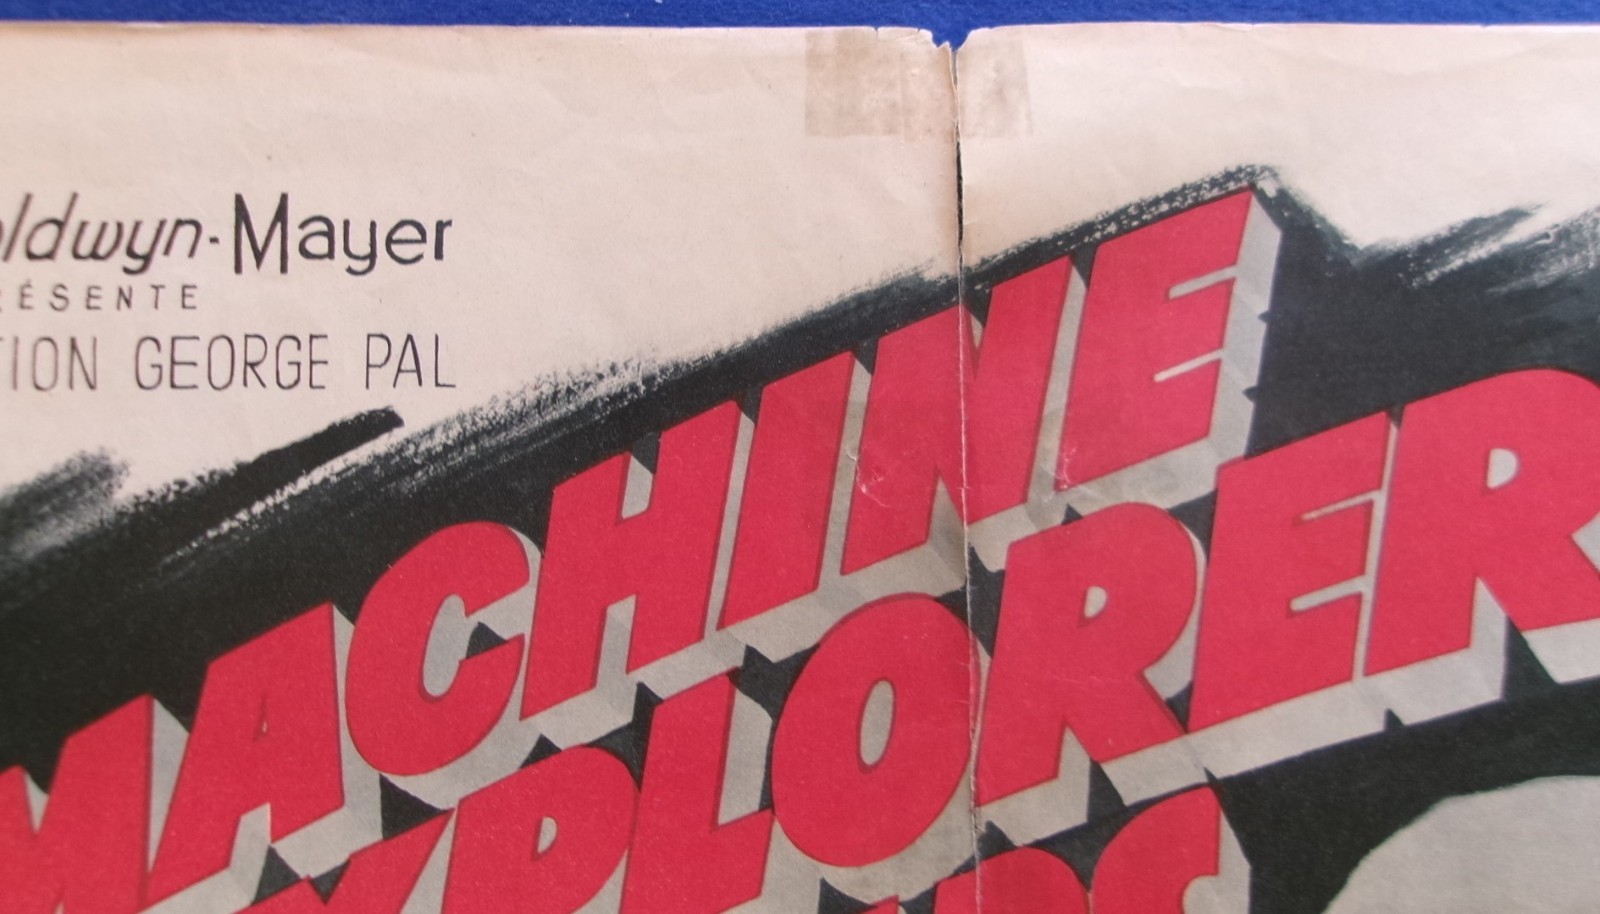 oldwyn-Mayer
RÉSENTE
TION GEORGE PAL
MACHINE
XPLORER